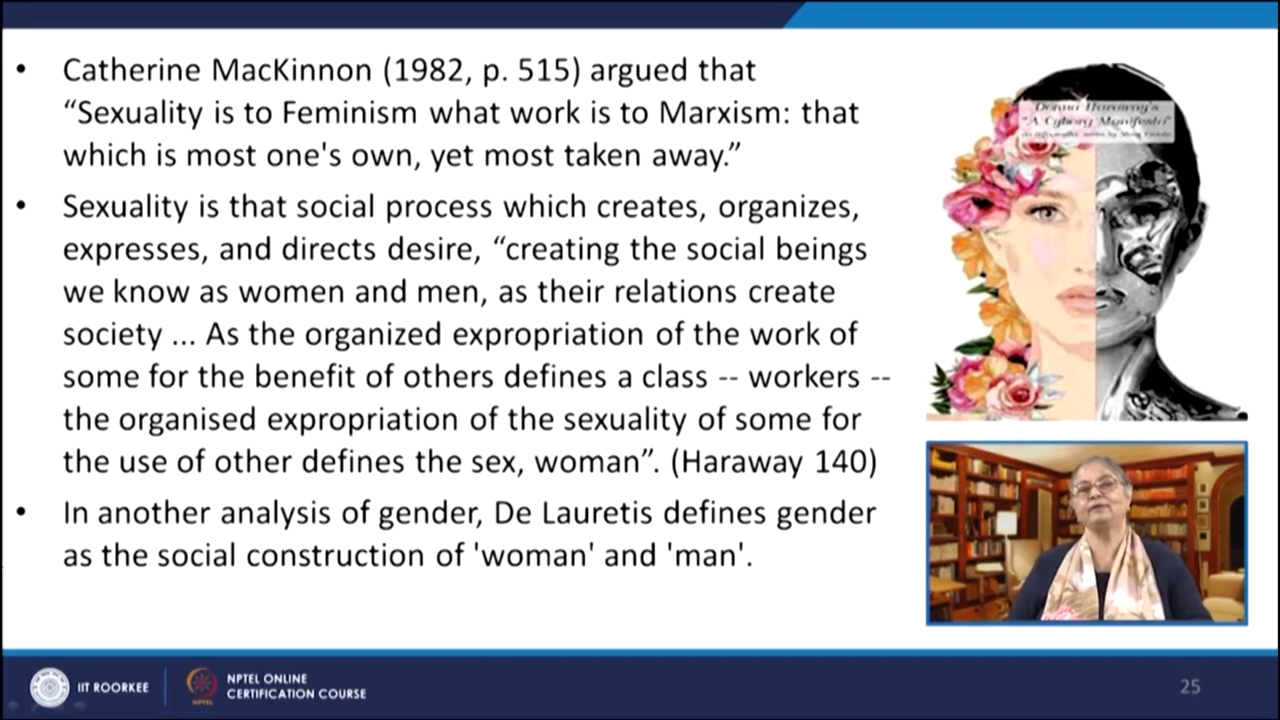 • Catherine MacKinnon (1982, p. 515) argued that
“Sexuality is to Feminism what work is to Marxism: that
which is most one's own, yet most taken away.”
• Sexuality is that social process which creates, organizes,
expresses, and directs desire, “creating the social beings
we know as women and men, as their relations create
society ... As the organized expropriation of the work of
some for the benefit of others defines a class -- workers --
the organised expropriation of the sexuality of some for
the use of other defines the sex, woman”. (Haraway 140)
• In another analysis of gender, De Lauretis defines gender
as the social construction of 'woman' and 'man'.
Donna Haraway's
"A Cyborg Manifesto"
IIT ROORKEE
NPTEL
NPTEL ONLINE
CERTIFICATION COURSE
25